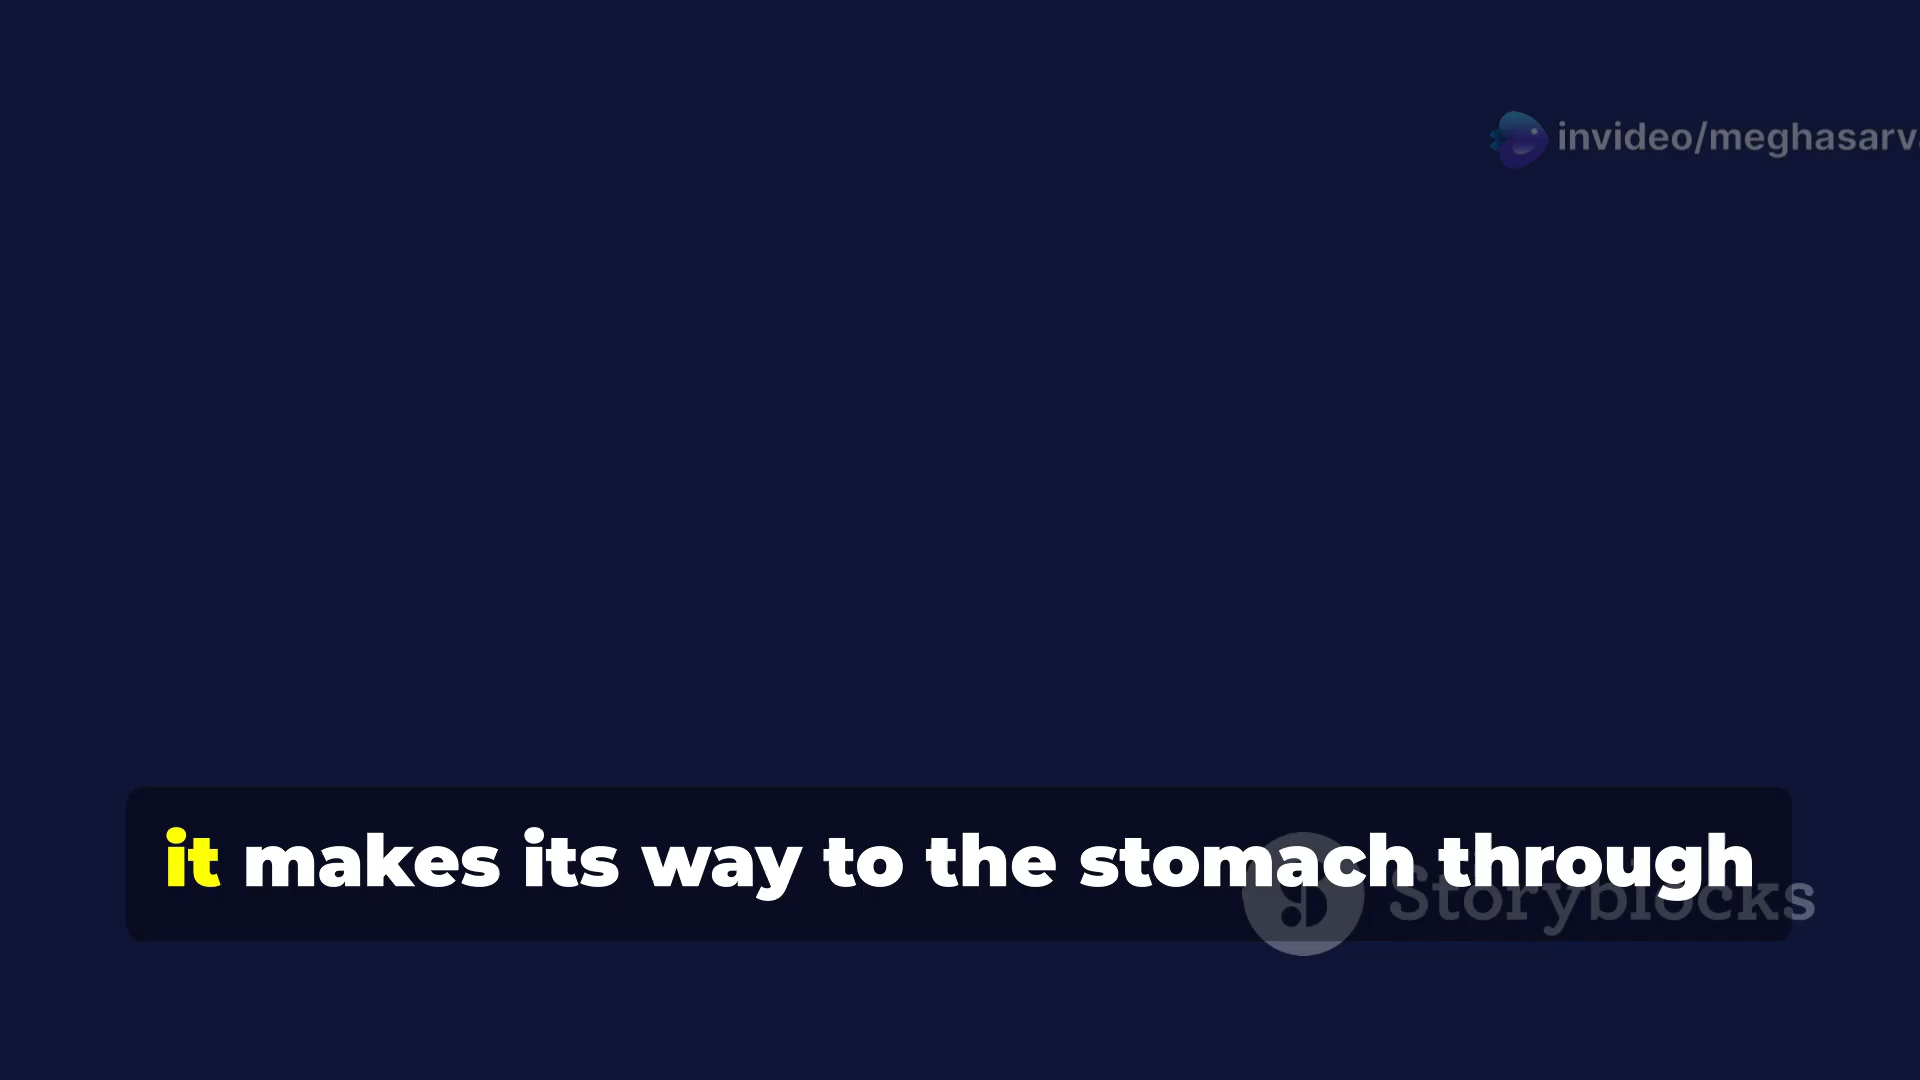 invideo/meghasarv
it makes its way to the stomach through
Storyblocks